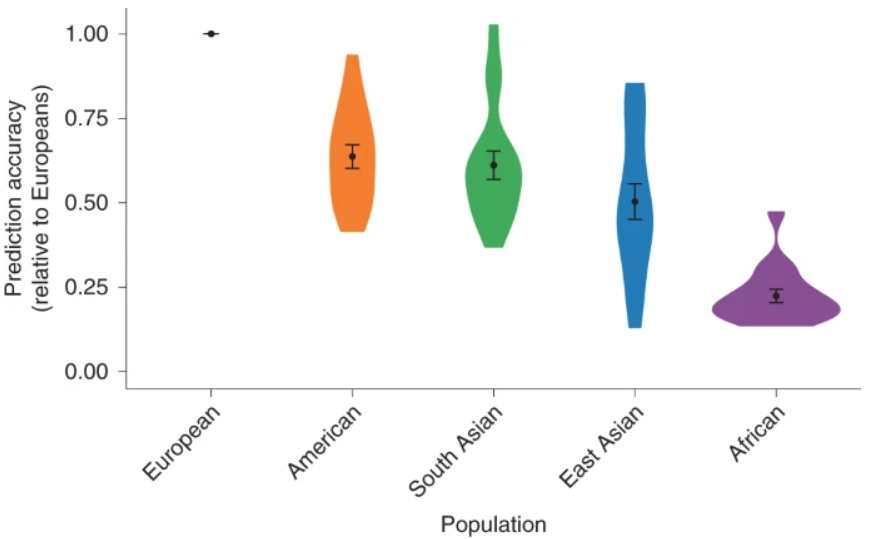 Prediction accuracy
(relative to Europeans)
1.00
0.75
0.50
0.25
0.00
European
American
South Asian
East Asian
African
Population